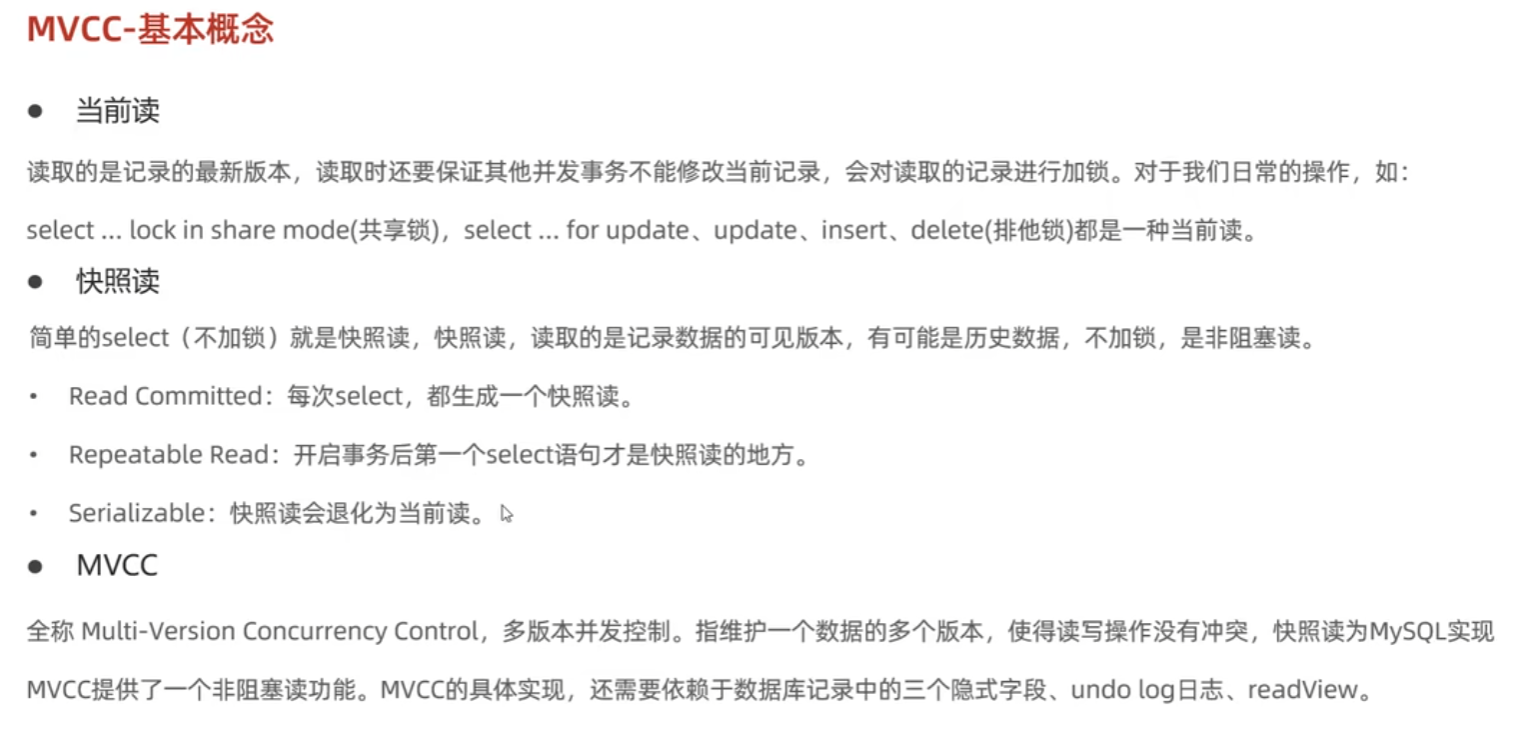 MVCC-基本概念
● 当前读
读取的是记录的最新版本，读取时还要保证其他并发事务不能修改当前记录，会对读取的记录进行加锁。对于我们日常的操作，如：
select ... lock in share mode(共享锁)，select ... for update、update、insert、delete(排他锁)都是一种当前读。
● 快照读
简单的select（不加锁）就是快照读，快照读，读取的是记录数据的可见版本，有可能是历史数据，不加锁，是非阻塞读。
• Read Committed：每次select，都生成一个快照读。
• Repeatable Read：开启事务后第一个select语句才是快照读的地方。
• Serializable：快照读会退化为当前读。
● MVCC
全称 Multi-Version Concurrency Control，多版本并发控制。指维护一个数据的多个版本，使得读写操作没有冲突，快照读为MySQL实现
MVCC提供了一个非阻塞读功能。MVCC的具体实现，还需要依赖于数据库记录中的三个隐式字段、undo log日志、readView。